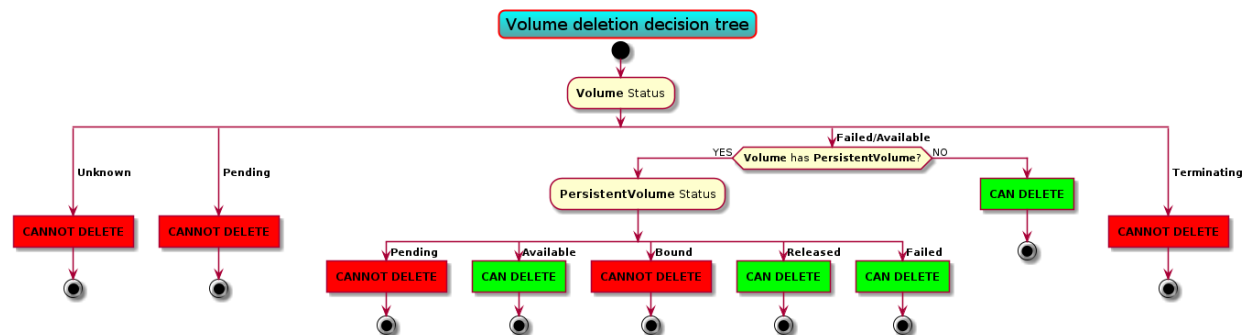 Volume deletion decision tree
Volume Status
Failed/Available
YES
Volume has PersistentVolume?
NO
Unknown
Pending
Terminating
PersistentVolume Status
CAN DELETE
CANNOT DELETE
CANNOT DELETE
CANNOT DELETE
Pending
Available
Bound
Released
Failed
CANNOT DELETE
CAN DELETE
CANNOT DELETE
CAN DELETE
CAN DELETE